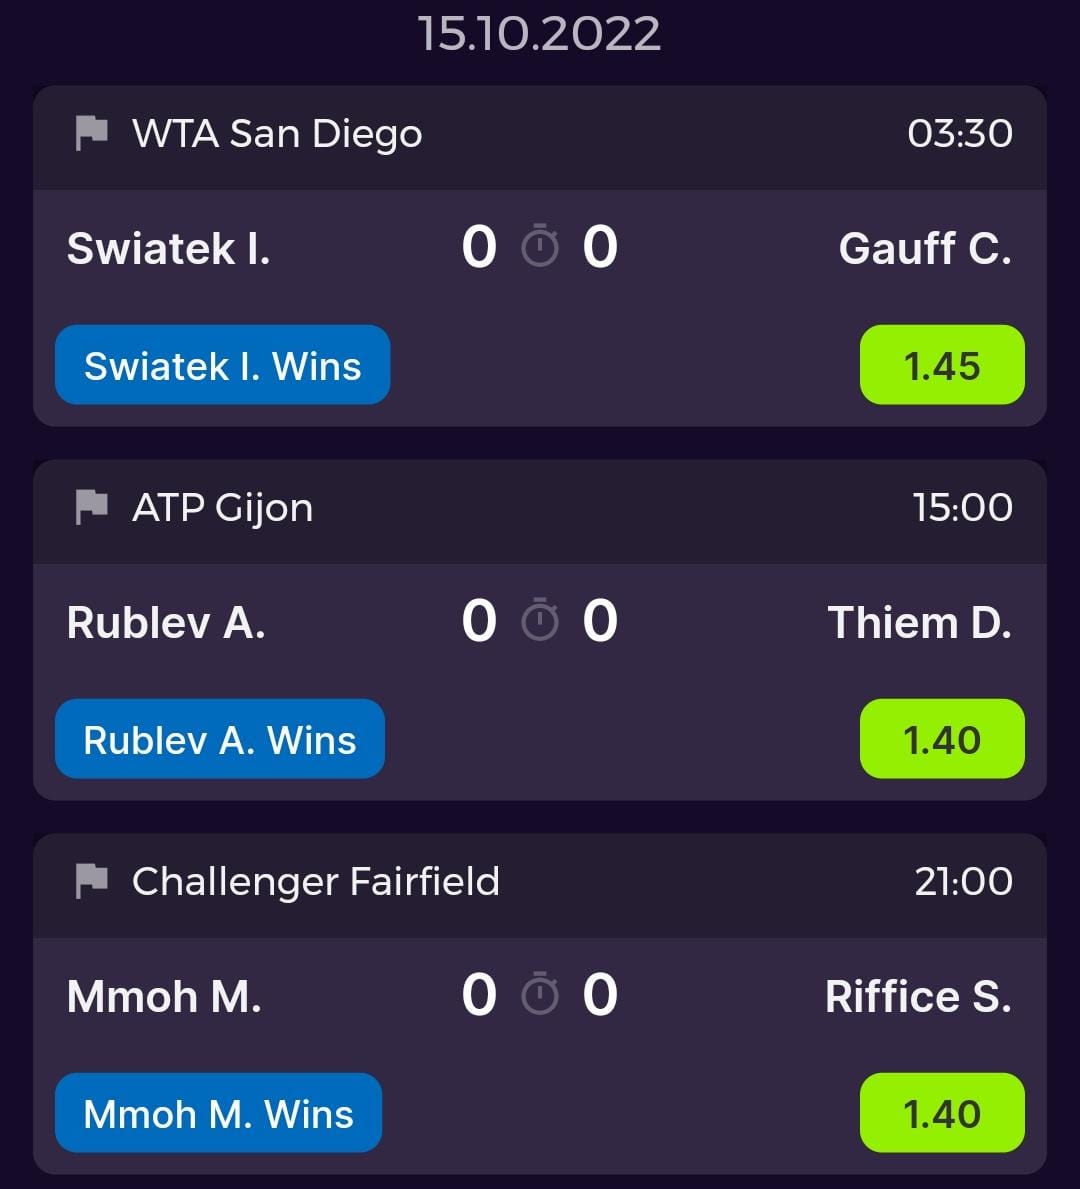 15.10.2022
WTA San Diego 03:30
Swiatek I. 0 0 Gauff C.
Swiatek I. Wins 1.45
ATP Gijon 15:00
Rublev A. 0 0 Thiem D.
Rublev A. Wins 1.40
Challenger Fairfield 21:00
Mmoh M. 0 0 Riffice S.
Mmoh M. Wins 1.40